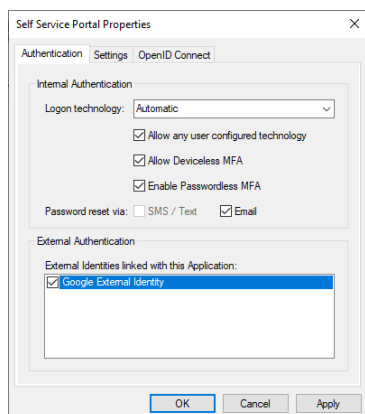 Self Service Portal Properties
Authentication Settings OpenID Connect
Internal Authentication
Logon technology: Automatic
Allow any user configured technology
Allow Deviceless MFA
Enable Passwordless MFA
Password reset via: SMS / Text Email
External Authentication
External Identities linked with this Application:
Google External Identity
OK Cancel Apply